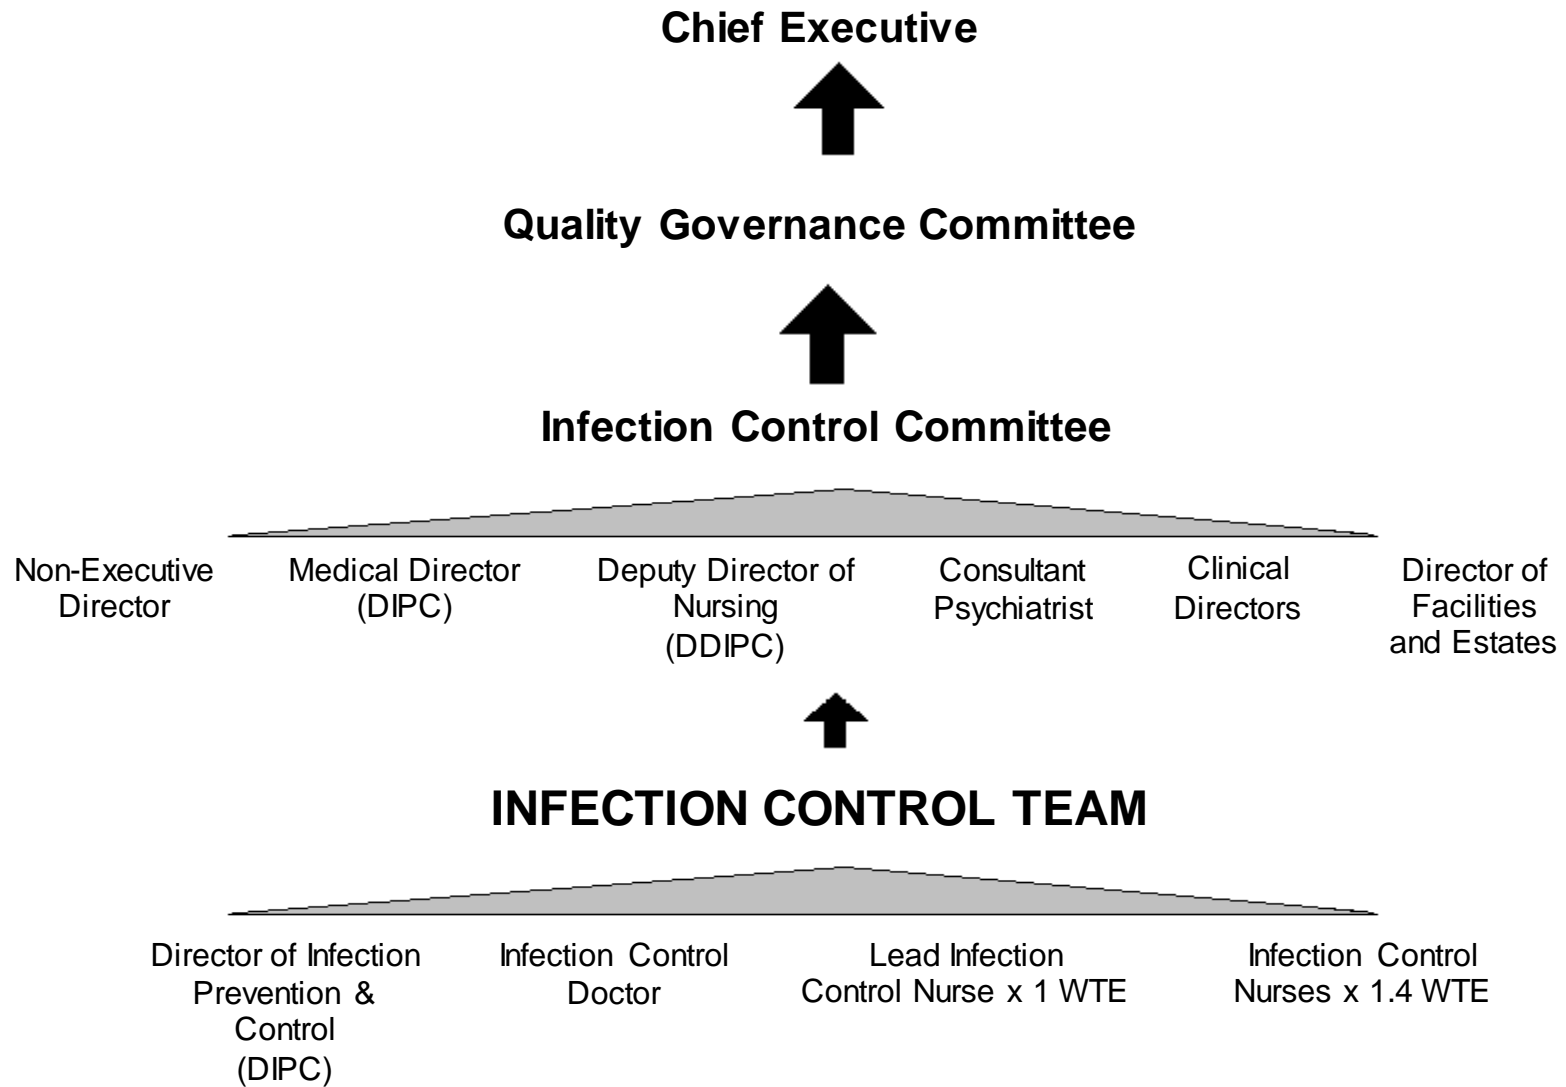 Chief Executive
Quality Governance Committee
Infection Control Committee
Non-Executive
Director
Medical Director
(DIPC)
Deputy Director of
Nursing
(DDIPC)
Consultant
Psychiatrist
Clinical
Directors
Director of
Facilities
and Estates
INFECTION CONTROL TEAM
Director of Infection
Prevention &
Control
(DIPC)
Infection Control
Doctor
Lead Infection
Control Nurse x 1 WTE
Infection Control
Nurses x 1.4 WTE